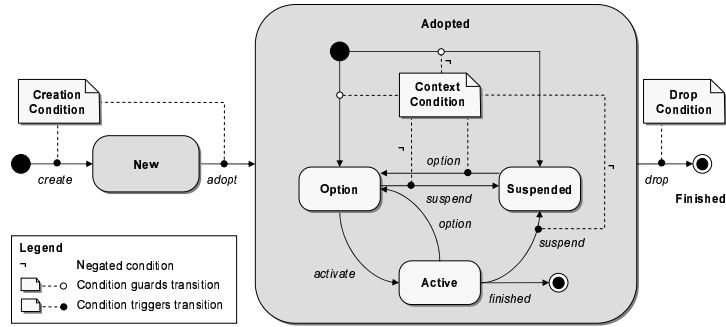 Adopted
Creation
Condition
Context
Condition
Drop
Condition
¬
¬
¬
New
create
adopt
option
Option
suspend
Suspended
option
drop
Finished
suspend
activate
Active
finished
Legend
¬ Negated condition
Condition guards transition
Condition triggers transition